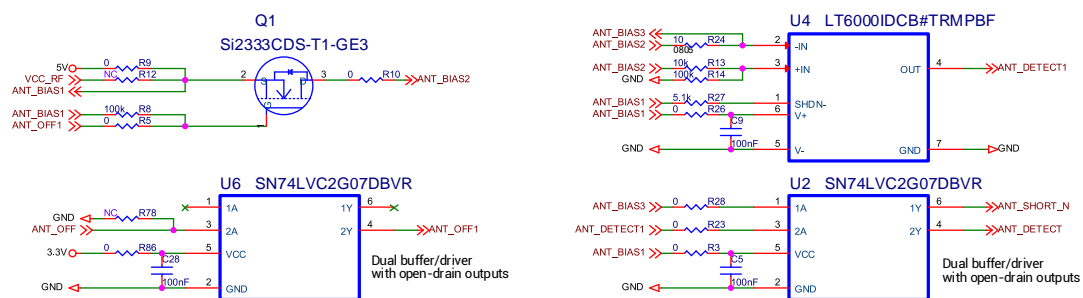 Q1
Si2333CDS-T1-GE3
5V 0 R9
VCC_RF NC R12
ANT_BIAS1
2 S D 3 0 R10 ANT_BIAS2
G
1
ANT_BIAS1 100k R8
ANT_OFF1 0 R5
U4 LT6000IDCB#TRMPBF
ANT_BIAS3
ANT_BIAS2 10 R24 2 -IN
0805
ANT_BIAS2 10k R13 3 +IN OUT 4 ANT_DETECT1
GND 100k R14
ANT_BIAS1 5.1k R27 1 SHDN-
ANT_BIAS1 0 R26 6 V+
C9
100nF
GND 5 V- GND 7 GND
U6 SN74LVC2G07DBVR
1 1A 1Y 6
GND NC R78
ANT_OFF 3 2A 2Y 4 ANT_OFF1
3.3V 0 R86 5 VCC
C28
100nF
GND 2 GND
Dual buffer/driver
with open-drain outputs
U2 SN74LVC2G07DBVR
ANT_BIAS3 0 R28 1 1A 1Y 6 ANT_SHORT_N
ANT_DETECT1 0 R23 3 2A 2Y 4 ANT_DETECT
ANT_BIAS1 0 R3 5 VCC
C5
100nF
GND 2 GND
Dual buffer/driver
with open-drain outputs